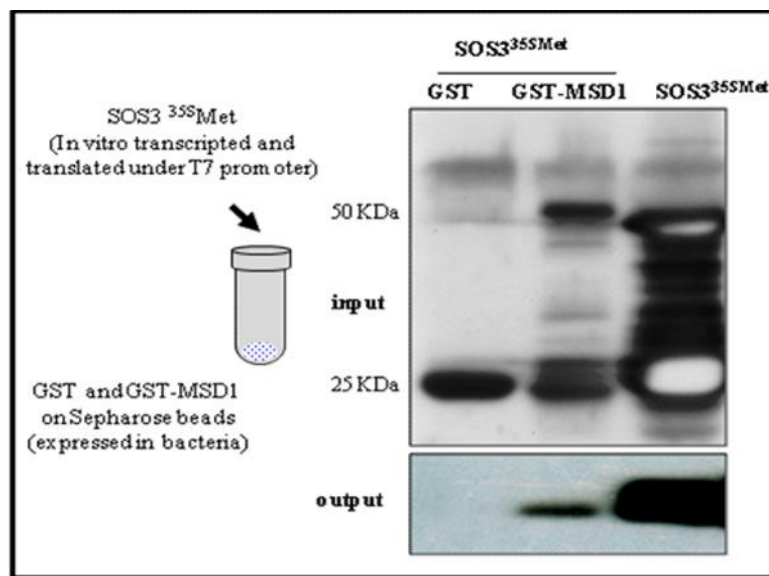 SOS3³⁵ˢᴹᵉᵗ
GST GST-MSD1 SOS3³⁵ˢᴹᵉᵗ
SOS3 ³⁵ˢMet
(In vitro transcripted and
translated under T7 promoter)
50 KDa
input
25 KDa
GST and GST-MSD1
on Sepharose beads
(expressed in bacteria)
output